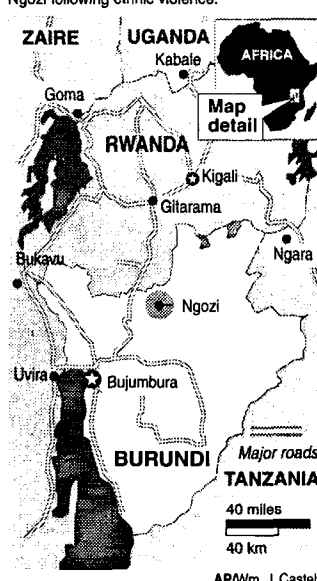 Ngozi following ethnic violence.
ZAIRE
UGANDA
Kabale
AFRICA
Goma
Map
detail
RWANDA
Kigali
Gitarama
Bukavu
Ngara
Ngozi
Uvira
Bujumbura
Major roads
BURUNDI
TANZANIA
40 miles
40 km
AP/Wm. J. Castel